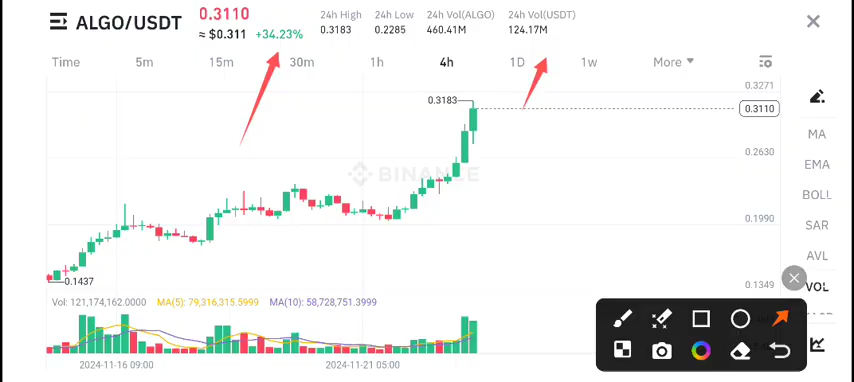 ALGO/USDT
0.3110
≈ $0.311 +34.23%
24h High
0.3183
24h Low
0.2285
24h Vol(ALGO)
460.41M
24h Vol(USDT)
124.17M
Time 5m 15m 30m 1h 4h 1D 1w More
0.3271
0.3183
0.3110
0.2630
BINANCE
0.1990
0.1437
0.1349
MA
EMA
BOLL
SAR
AVL
VOL
Vol: 121,174,162.0000 MA(5): 79,316,315.5999 MA(10): 58,728,751.3999
2024-11-16 09:00 2024-11-21 05:00